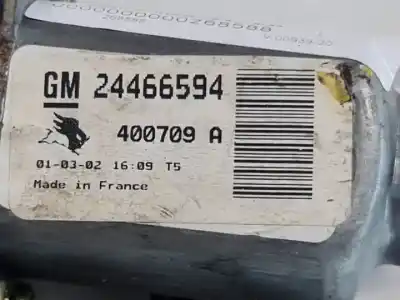 GM 24466594
400709 A
01-03-02 16:09 T5
Made in France